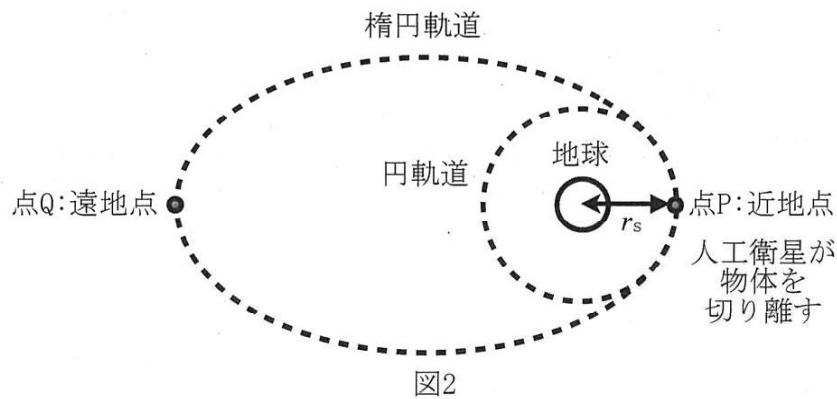 楕円軌道
円軌道
地球
点Q:遠地点
rs
点P:近地点
人工衛星が
物体を
切り離す
図2